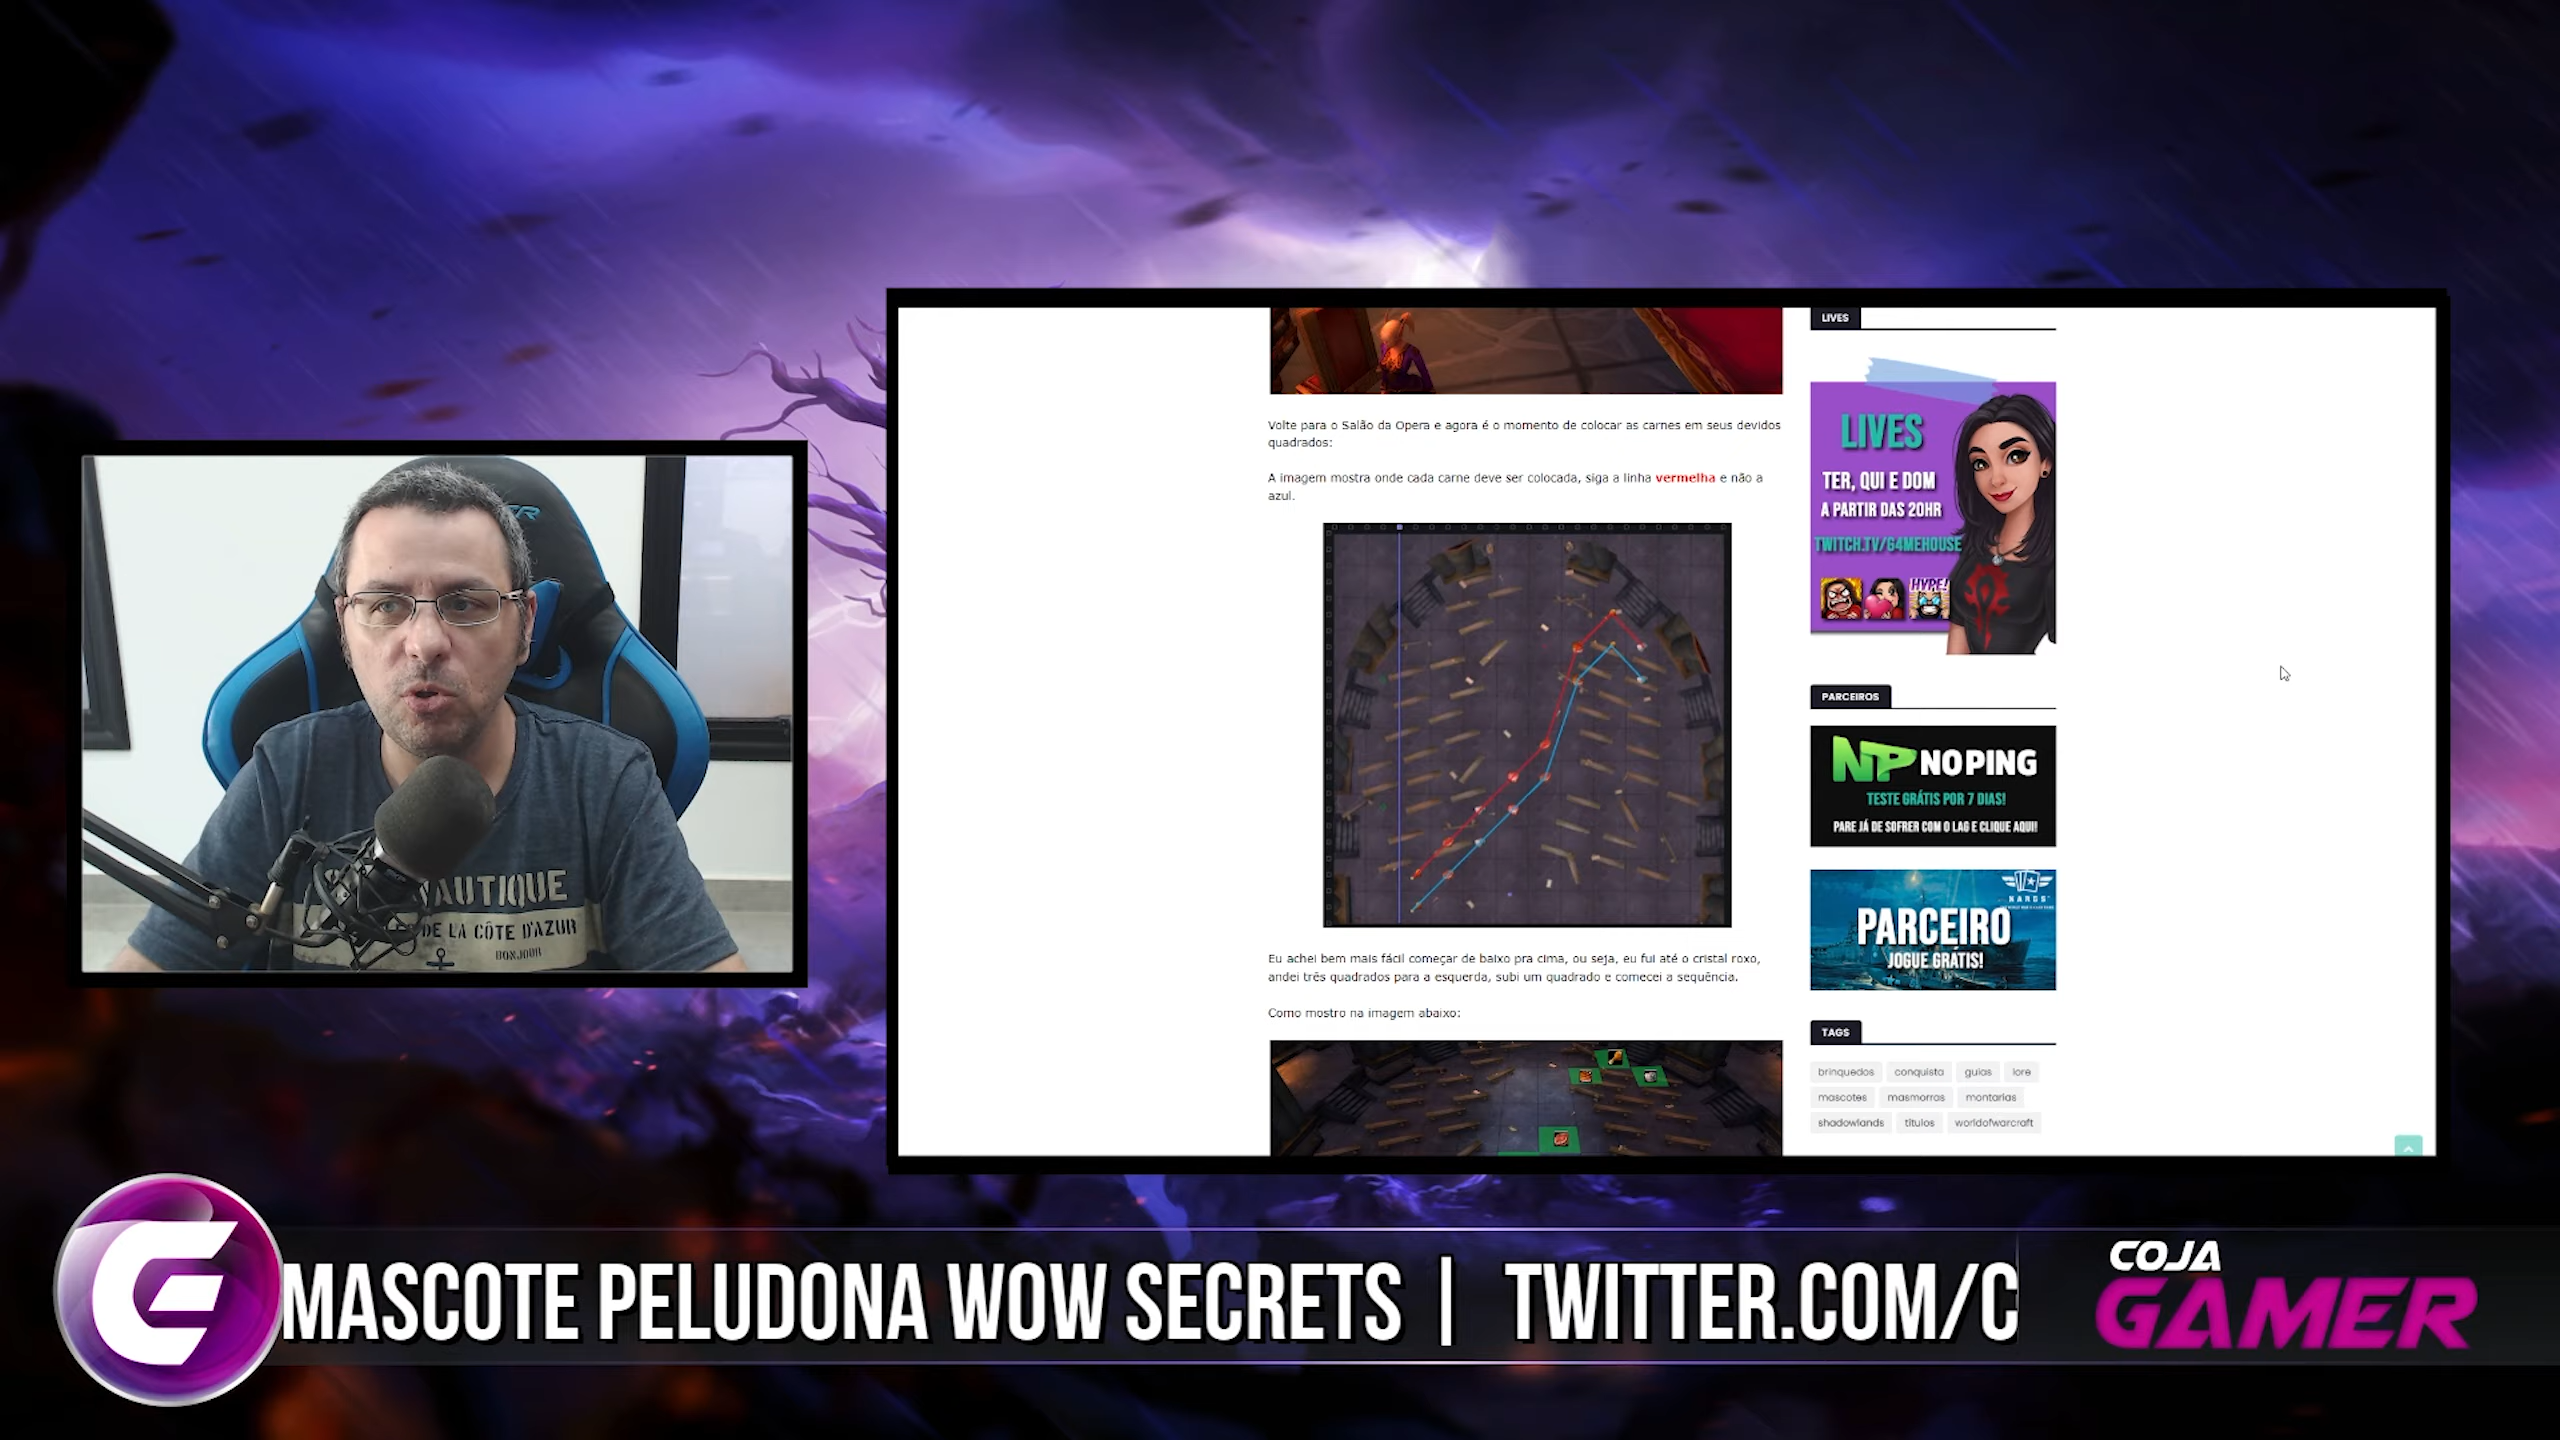 LIVES
Volte para o Salão da Opera e agora é o momento de colocar as carnes em seus devidos
quadrados:
A imagem mostra onde cada carne deve ser colocada, siga a linha vermelha e não a
azul.
Eu achei bem mais fácil começar de baixo pra cima, ou seja, eu fui até o cristal roxo,
andei três quadrados para a esquerda, subi um quadrado e comecei a sequência.
Como mostro na imagem abaixo:
LIVES
TER, QUI E DOM
A PARTIR DAS 20HR
TWITCH.TV/G4MEHOUSE
HYPE!
PARCEIROS
NP NOPING
TESTE GRÁTIS POR 7 DIAS!
PARE JÁ DE SOFRER COM O LAG E CLIQUE AQUI!
PARCEIRO
JOGUE GRÁTIS!
TAGS
brinquedos conquista guias lore
mascotes masmorras montarias
shadowlands títulos worldofwarcraft
NAUTIQUE
DE LA CÔTE D'AZUR
BONJOUR
MASCOTE PELUDONA WOW SECRETS | TWITTER.COM/C
COJA
GAMER